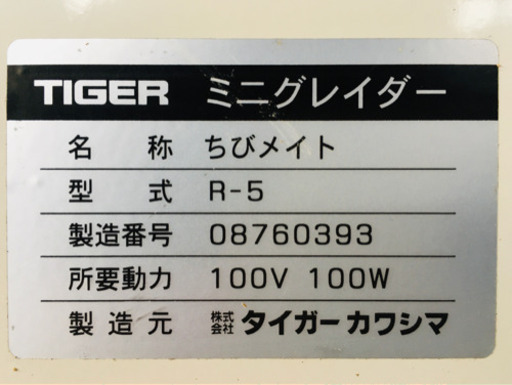 TIGER ミニグレイダー
名称 ちびメイト
型式 R-5
製造番号 08760393
所要動力 100V 100W
製造元 株式会社 タイガーカワシマ